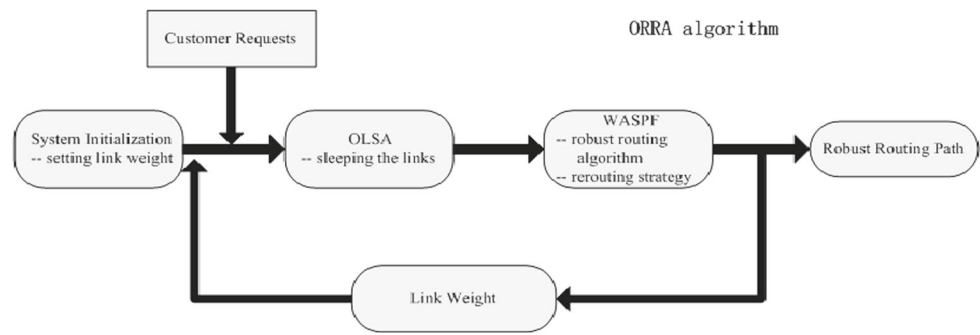 ORRA algorithm
Customer Requests
System Initialization
-- setting link weight
OLSA
-- sleeping the links
WASPF
-- robust routing
algorithm
-- rerouting strategy
Robust Routing Path
Link Weight